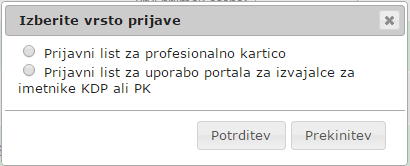 Izberite vrsto prijave
Prijavni list za profesionalno kartico
Prijavni list za uporabo portala za izvajalce za
imetnike KDP ali PK
Potrditev
Prekinitev